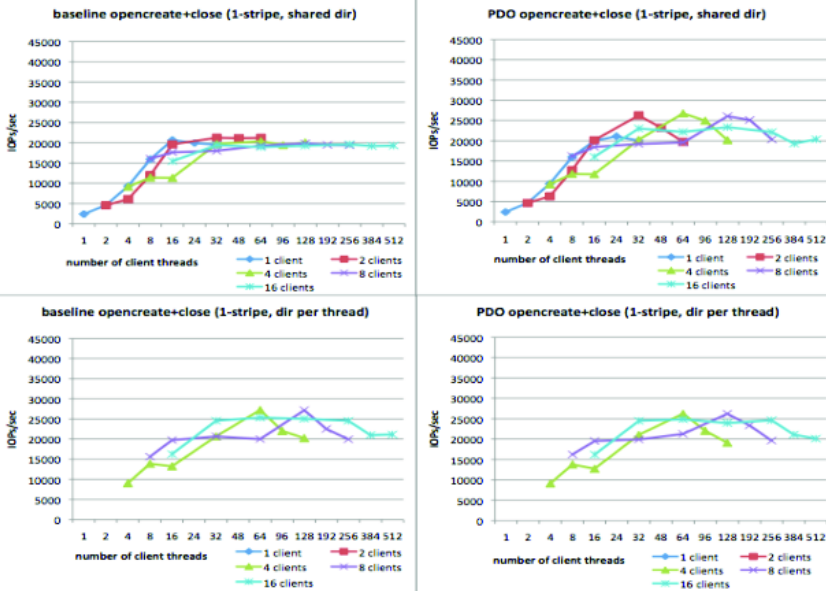 baseline opencreate+close (1-stripe, shared dir)
45000
40000
35000
30000
25000
20000
15000
10000
5000
0
IOPs/sec
1 2 4 8 16 24 32 48 64 96 128 192 256 384 512
number of client threads
1 client
2 clients
4 clients
8 clients
16 clients
PDO opencreate+close (1-stripe, shared dir)
45000
40000
35000
30000
25000
20000
15000
10000
5000
0
IOPs/sec
1 2 4 8 16 24 32 48 64 96 128 192 256 384 512
number of client threads
1 client
2 clients
4 clients
8 clients
16 clients
baseline opencreate+close (1-stripe, dir per thread)
45000
40000
35000
30000
25000
20000
15000
10000
5000
0
IOPs/sec
1 2 4 8 16 24 32 48 64 96 128 192 256 384 512
number of client threads
1 client
2 clients
4 clients
8 clients
16 clients
PDO opencreate+close (1-stripe, dir per thread)
45000
40000
35000
30000
25000
20000
15000
10000
5000
0
IOPs/sec
1 2 4 8 16 24 32 48 64 96 128 192 256 384 512
number of client threads
1 client
2 clients
4 clients
8 clients
16 clients